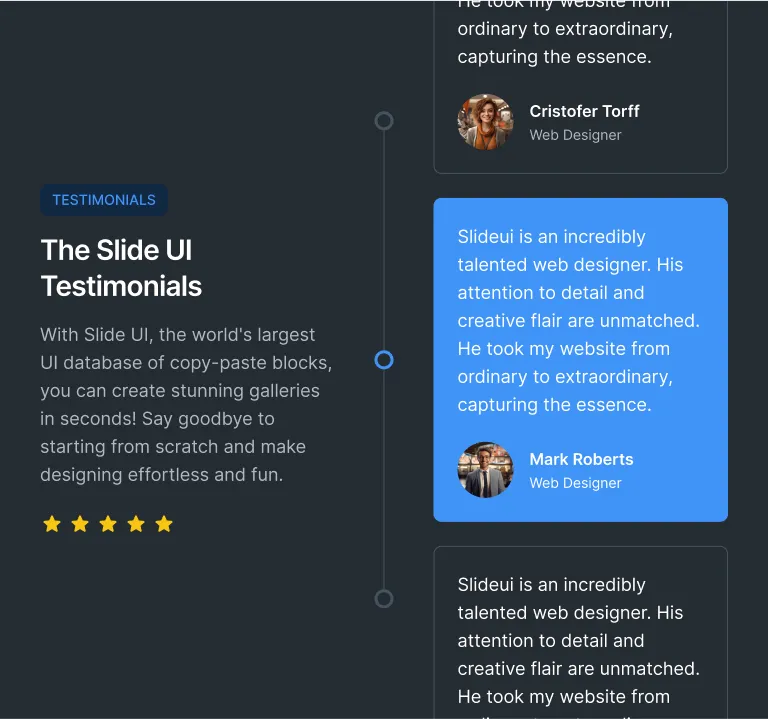 TESTIMONIALS
The Slide UI
Testimonials
With Slide UI, the world's largest
UI database of copy-paste blocks,
you can create stunning galleries
in seconds! Say goodbye to
starting from scratch and make
designing effortless and fun.
He took my website from
ordinary to extraordinary,
capturing the essence.
Cristofer Torff
Web Designer
Slideui is an incredibly
talented web designer. His
attention to detail and
creative flair are unmatched.
He took my website from
ordinary to extraordinary,
capturing the essence.
Mark Roberts
Web Designer
Slideui is an incredibly
talented web designer. His
attention to detail and
creative flair are unmatched.
He took my website from